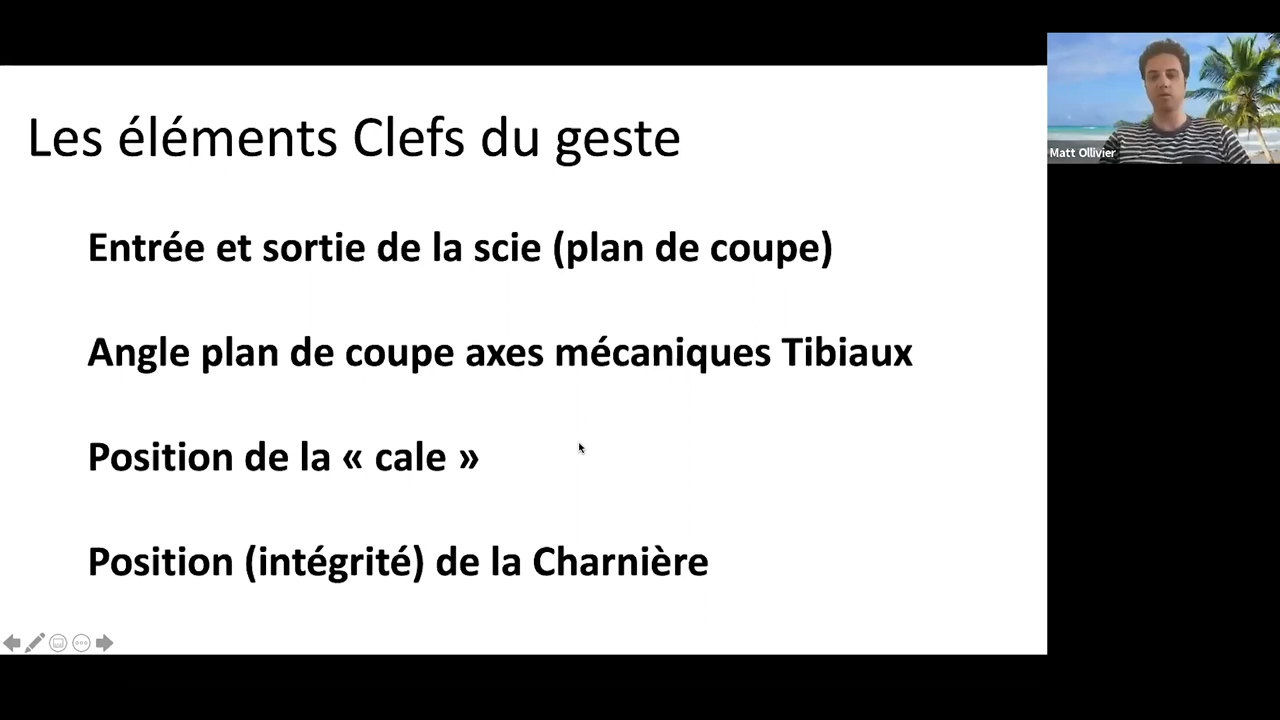 Les éléments Clefs du geste
Entrée et sortie de la scie (plan de coupe)
Angle plan de coupe axes mécaniques Tibiaux
Position de la « cale »
Position (intégrité) de la Charnière
Matt Ollivier